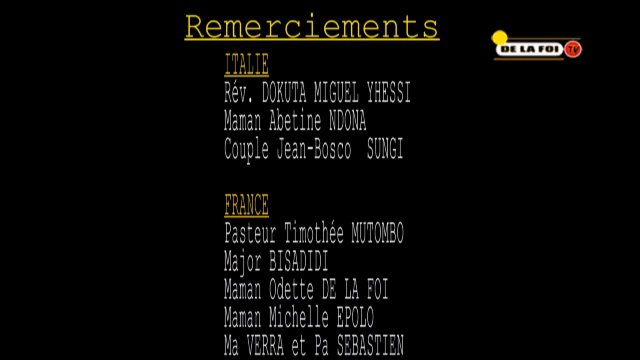 Remerciements
DE LA FOI TV
ITALIE
Rév. DOKUTA MIGUEL YHESSI
Maman Abetine NDONA
Couple Jean-Bosco SUNGI
FRANCE
Pasteur Timothée MUTOMBO
Major BISADIDI
Maman Odette DE LA FOI
Maman Michelle EPOLO
Ma VERRA et Pa SEBASTIEN